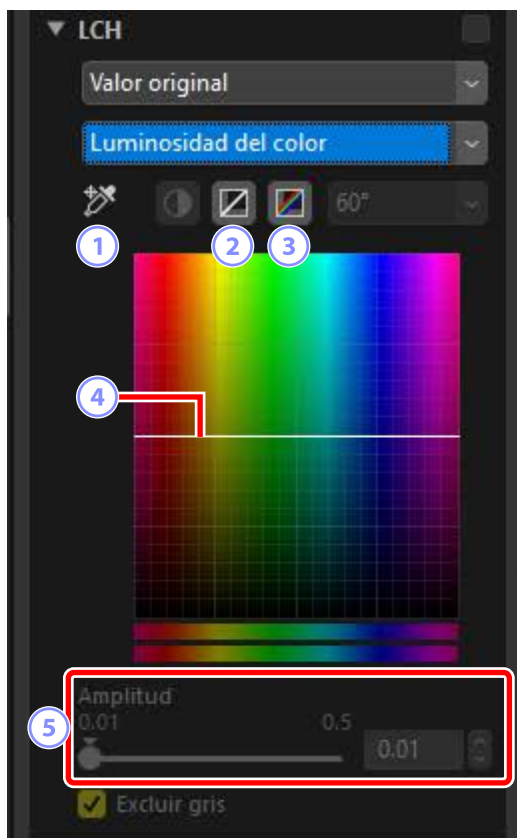 LCH
Valor original
Luminosidad del color
60°
1 2 3
4
Amplitud
5
0.01 0.5
0.01
Excluir gris